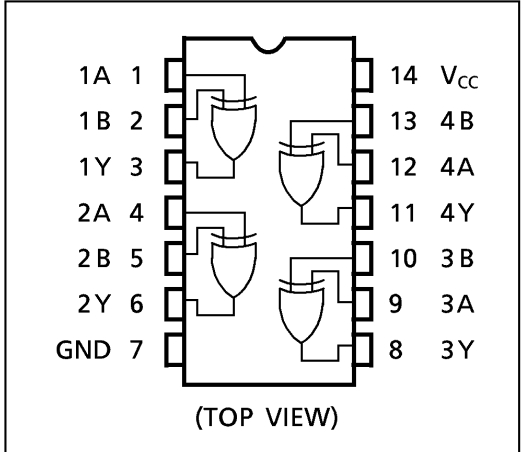 1A 1 14 VCC
1B 2 13 4B
1Y 3 12 4A
2A 4 11 4Y
2B 5 10 3B
2Y 6 9 3A
GND 7 8 3Y
(TOP VIEW)